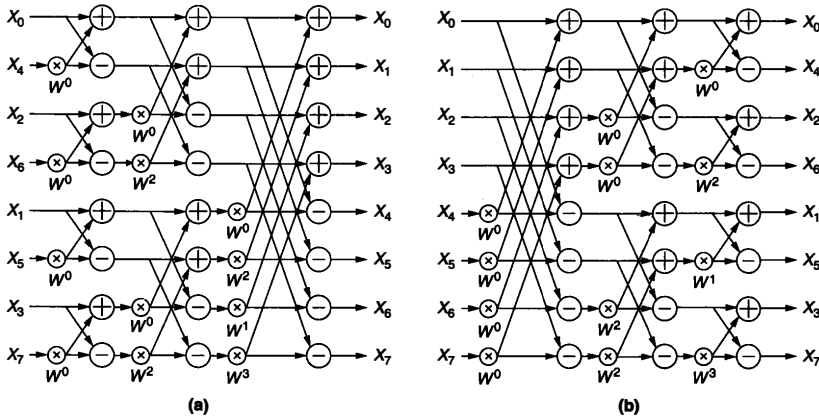 X₀ X₀
X₄ X₁
W⁰
X₂ X₂
W⁰
X₆ X₃
W⁰ W²
X₁ X₄
W⁰
X₅ X₅
W⁰ W²
X₃ X₆
W⁰ W¹
X₇ X₇
W⁰ W² W³
(a)
X₀ X₀
X₁ X₄
W⁰
X₂ X₂
W⁰
X₃ X₆
W⁰ W²
X₄ X₁
W⁰
X₅ X₅
W⁰ W¹
X₆ X₃
W⁰ W²
X₇ X₇
W⁰ W² W³
(b)